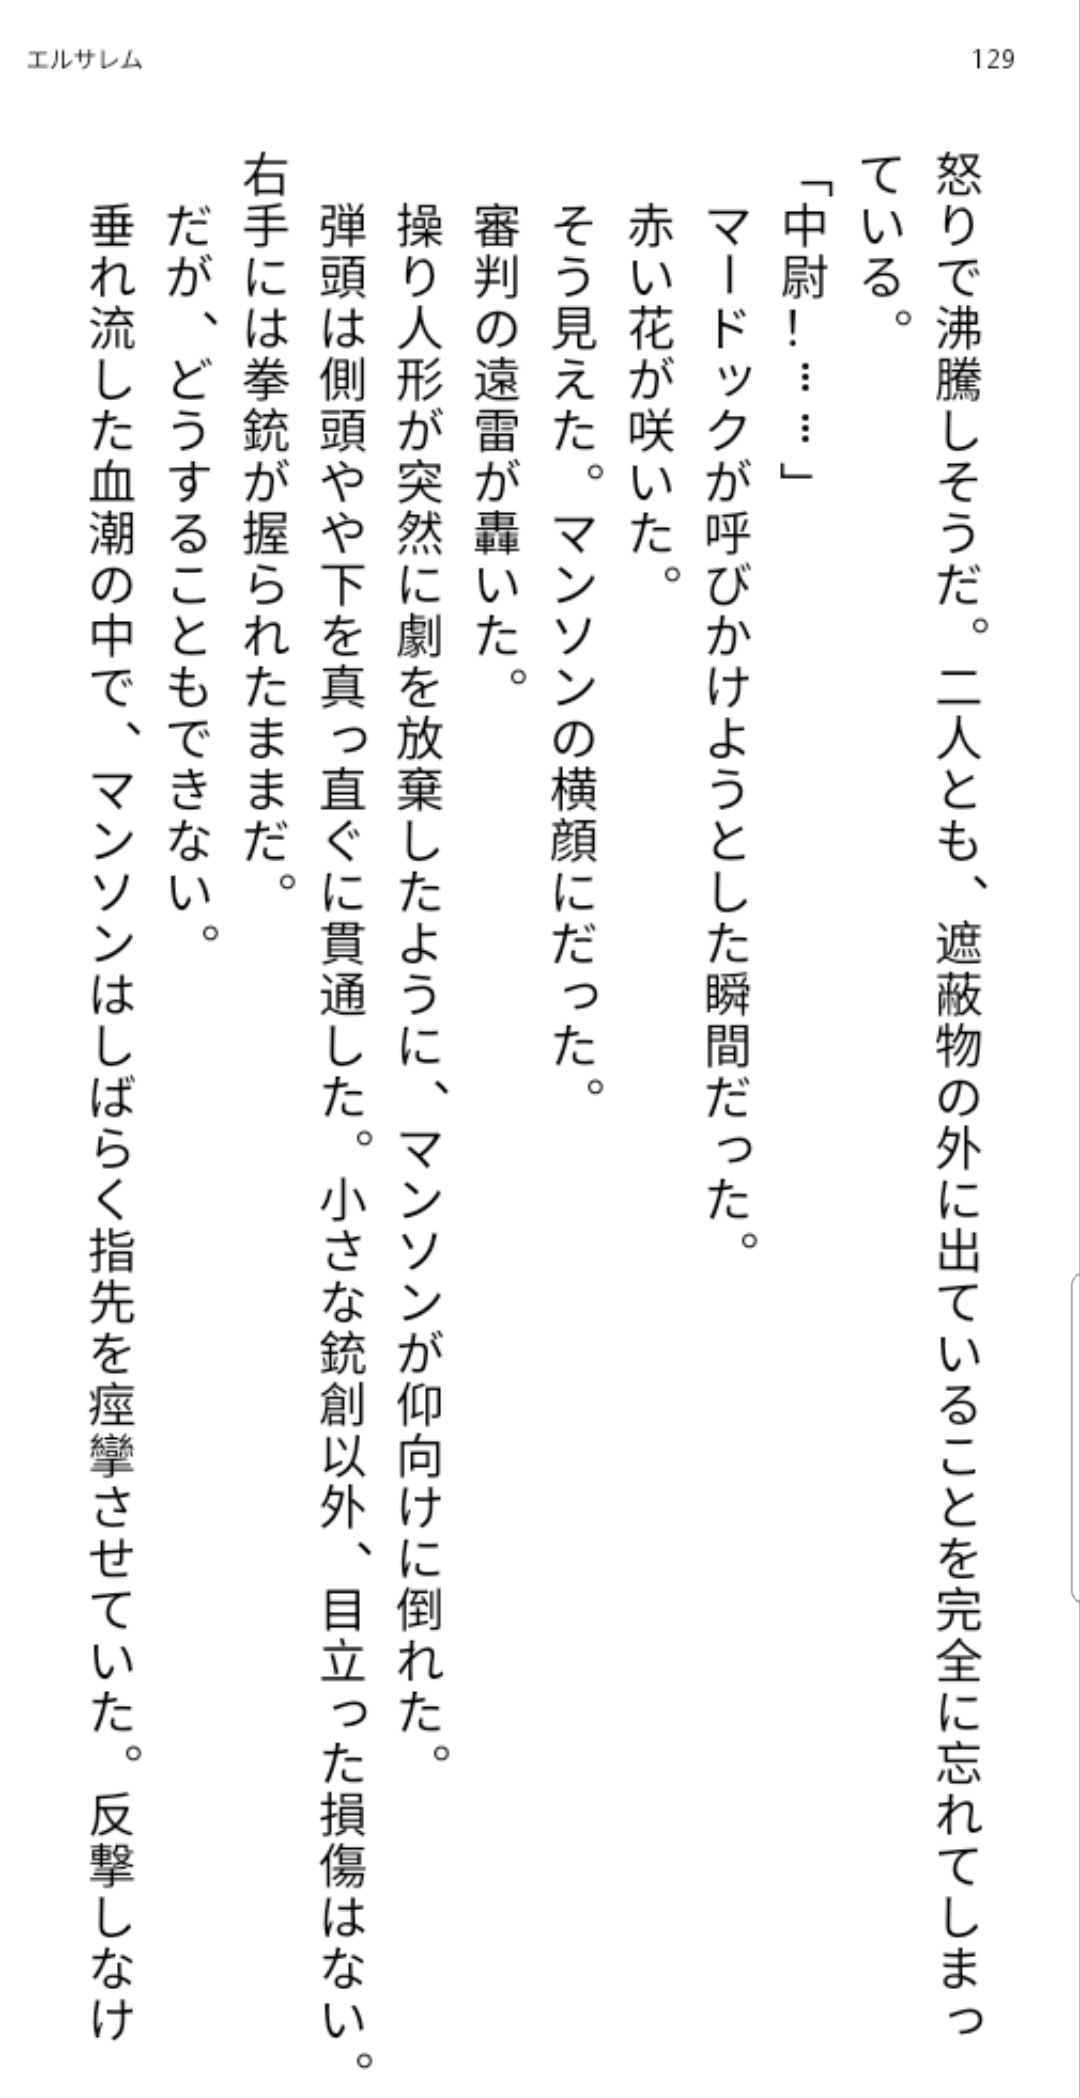 エルサレム
129
怒りで沸騰しそうだ。二人とも、遮蔽物の外に出ていることを完全に忘れてしまっ
ている。
「中尉!……」
マードックが呼びかけようとした瞬間だった。
赤い花が咲いた。
そう見えた。マンソンの横顔にだった。
審判の遠雷が轟いた。
操り人形が突然に劇を放棄したように、マンソンが仰向けに倒れた。
弾頭は側頭やや下を真っ直ぐに貫通した。小さな銃創以外、目立った損傷はない。
右手には拳銃が握られたままだ。
だが、どうすることもできない。
垂れ流した血潮の中で、マンソンはしばらく指先を痙攣させていた。反撃しなけ